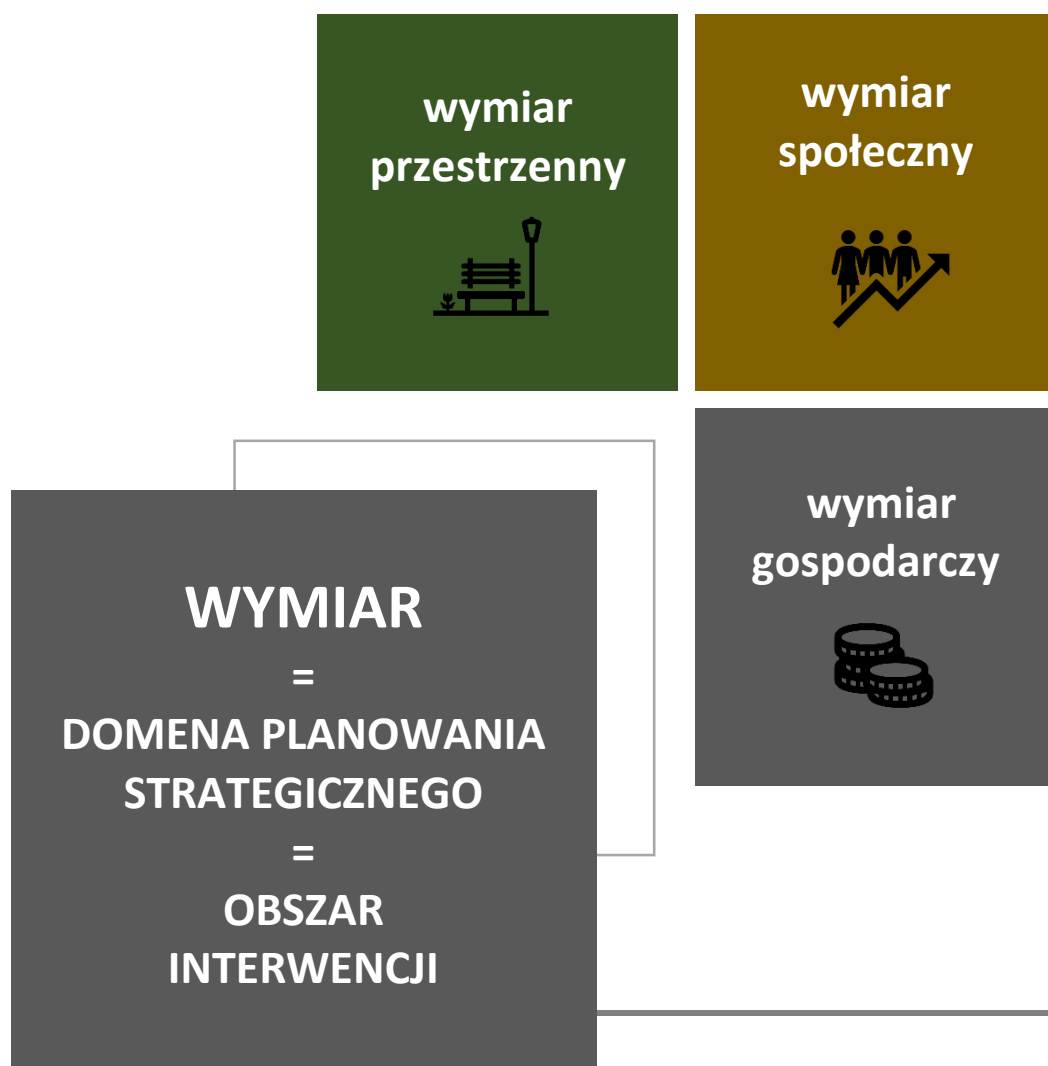 wymiar
przestrzenny
wymiar
społeczny
wymiar
gospodarczy
WYMIAR
=
DOMENA PLANOWANIA
STRATEGICZNEGO
=
OBSZAR
INTERWENCJI